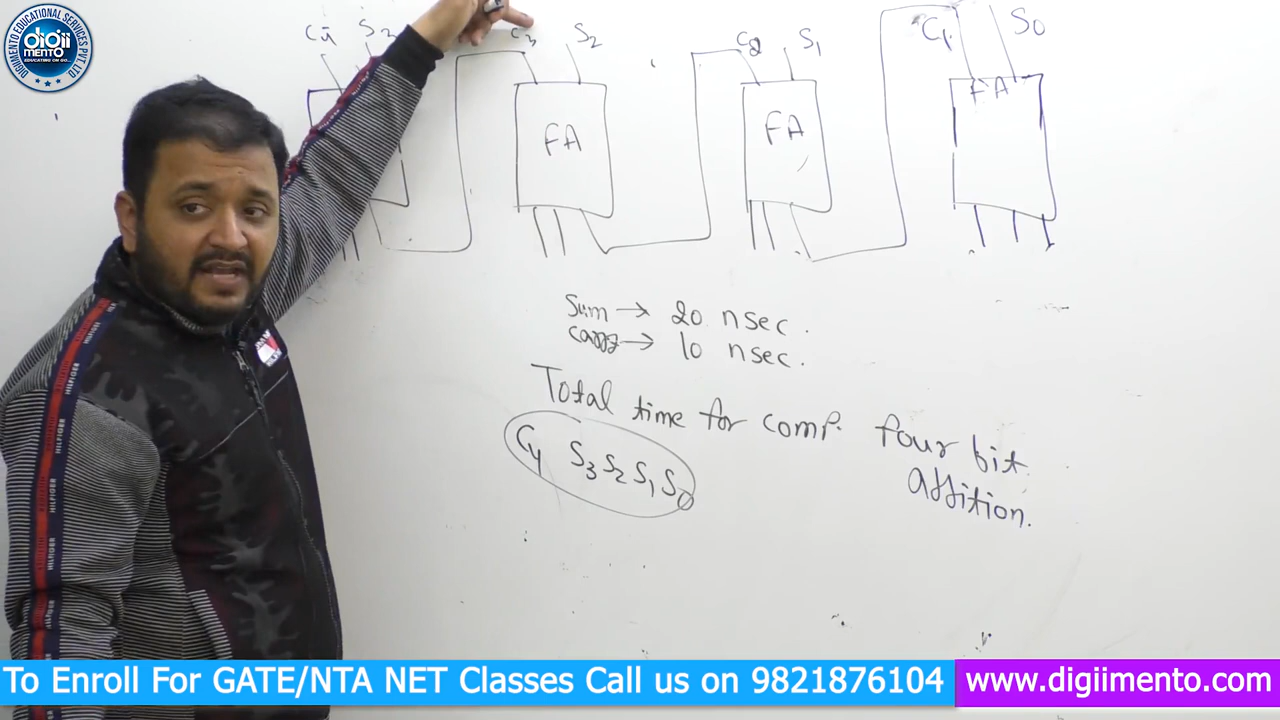 DIGIIMENTO EDUCATIONAL SERVICES PVT LTD
digii
MENTO
EDUCATING ON GO...
C4 S3 C3 S2 C2 S1 C1 S0
FA FA FA
Sum → 20 nsec.
carry → 10 nsec.
Total time for comp. four bit
addition.
C4 S3 S2 S1 S0
HILFIGER
To Enroll For GATE/NTA NET Classes Call us on 9821876104
www.digiimento.com